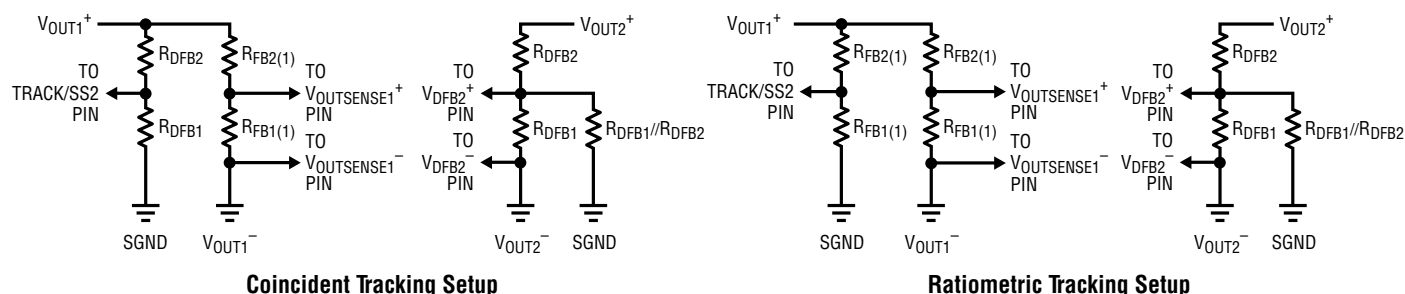 VOUT1+
RDFB2
RFB2(1)
TO
TRACK/SS2
PIN
TO
VOUTSENSE1+
PIN
RDFB1
RFB1(1)
TO
VOUTSENSE1–
PIN
SGND
VOUT1–
VOUT2+
RDFB2
TO
VDFB2+
PIN
RDFB1
RDFB1//RDFB2
TO
VDFB2–
PIN
VOUT2–
SGND
Coincident Tracking Setup
VOUT1+
RFB2(1)
RFB2(1)
TO
TRACK/SS2
PIN
TO
VOUTSENSE1+
PIN
RFB1(1)
RFB1(1)
TO
VOUTSENSE1–
PIN
SGND
VOUT1–
VOUT2+
RDFB2
TO
VDFB2+
PIN
RDFB1
RDFB1//RDFB2
TO
VDFB2–
PIN
VOUT2–
SGND
Ratiometric Tracking Setup